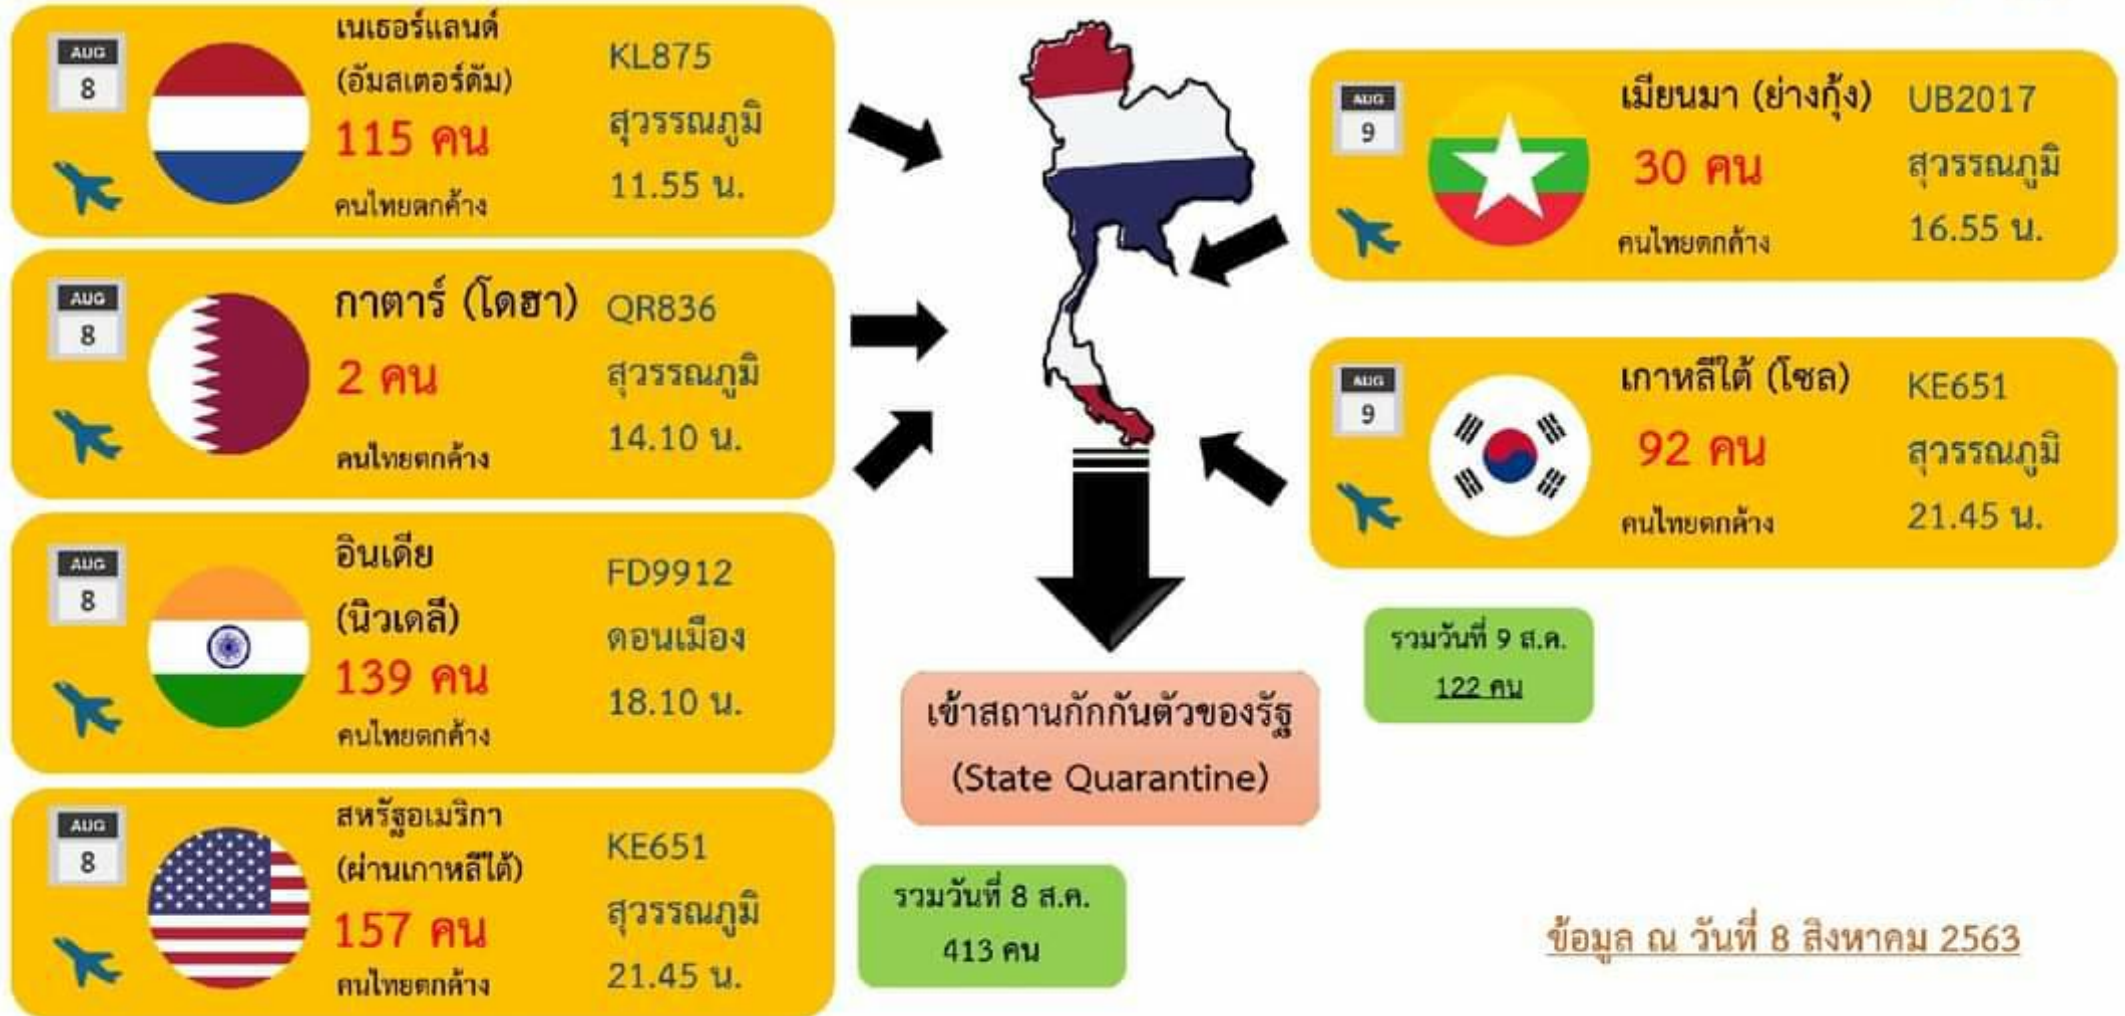 AUG
8
เนเธอร์แลนด์
(อัมสเตอร์ดัม)
115 คน
คนไทยตกค้าง
KL875
สุวรรณภูมิ
11.55 น.
AUG
8
กาตาร์ (โดฮา)
2 คน
คนไทยตกค้าง
QR836
สุวรรณภูมิ
14.10 น.
AUG
8
อินเดีย
(นิวเดลี)
139 คน
คนไทยตกค้าง
FD9912
ดอนเมือง
18.10 น.
AUG
8
สหรัฐอเมริกา
(ผ่านเกาหลีใต้)
157 คน
คนไทยตกค้าง
KE651
สุวรรณภูมิ
21.45 น.
รวมวันที่ 8 ส.ค.
413 คน
เข้าสถานกักกันตัวของรัฐ
(State Quarantine)
AUG
9
เมียนมา (ย่างกุ้ง)
30 คน
คนไทยตกค้าง
UB2017
สุวรรณภูมิ
16.55 น.
AUG
9
เกาหลีใต้ (โซล)
92 คน
คนไทยตกค้าง
KE651
สุวรรณภูมิ
21.45 น.
รวมวันที่ 9 ส.ค.
122 คน
ข้อมูล ณ วันที่ 8 สิงหาคม 2563